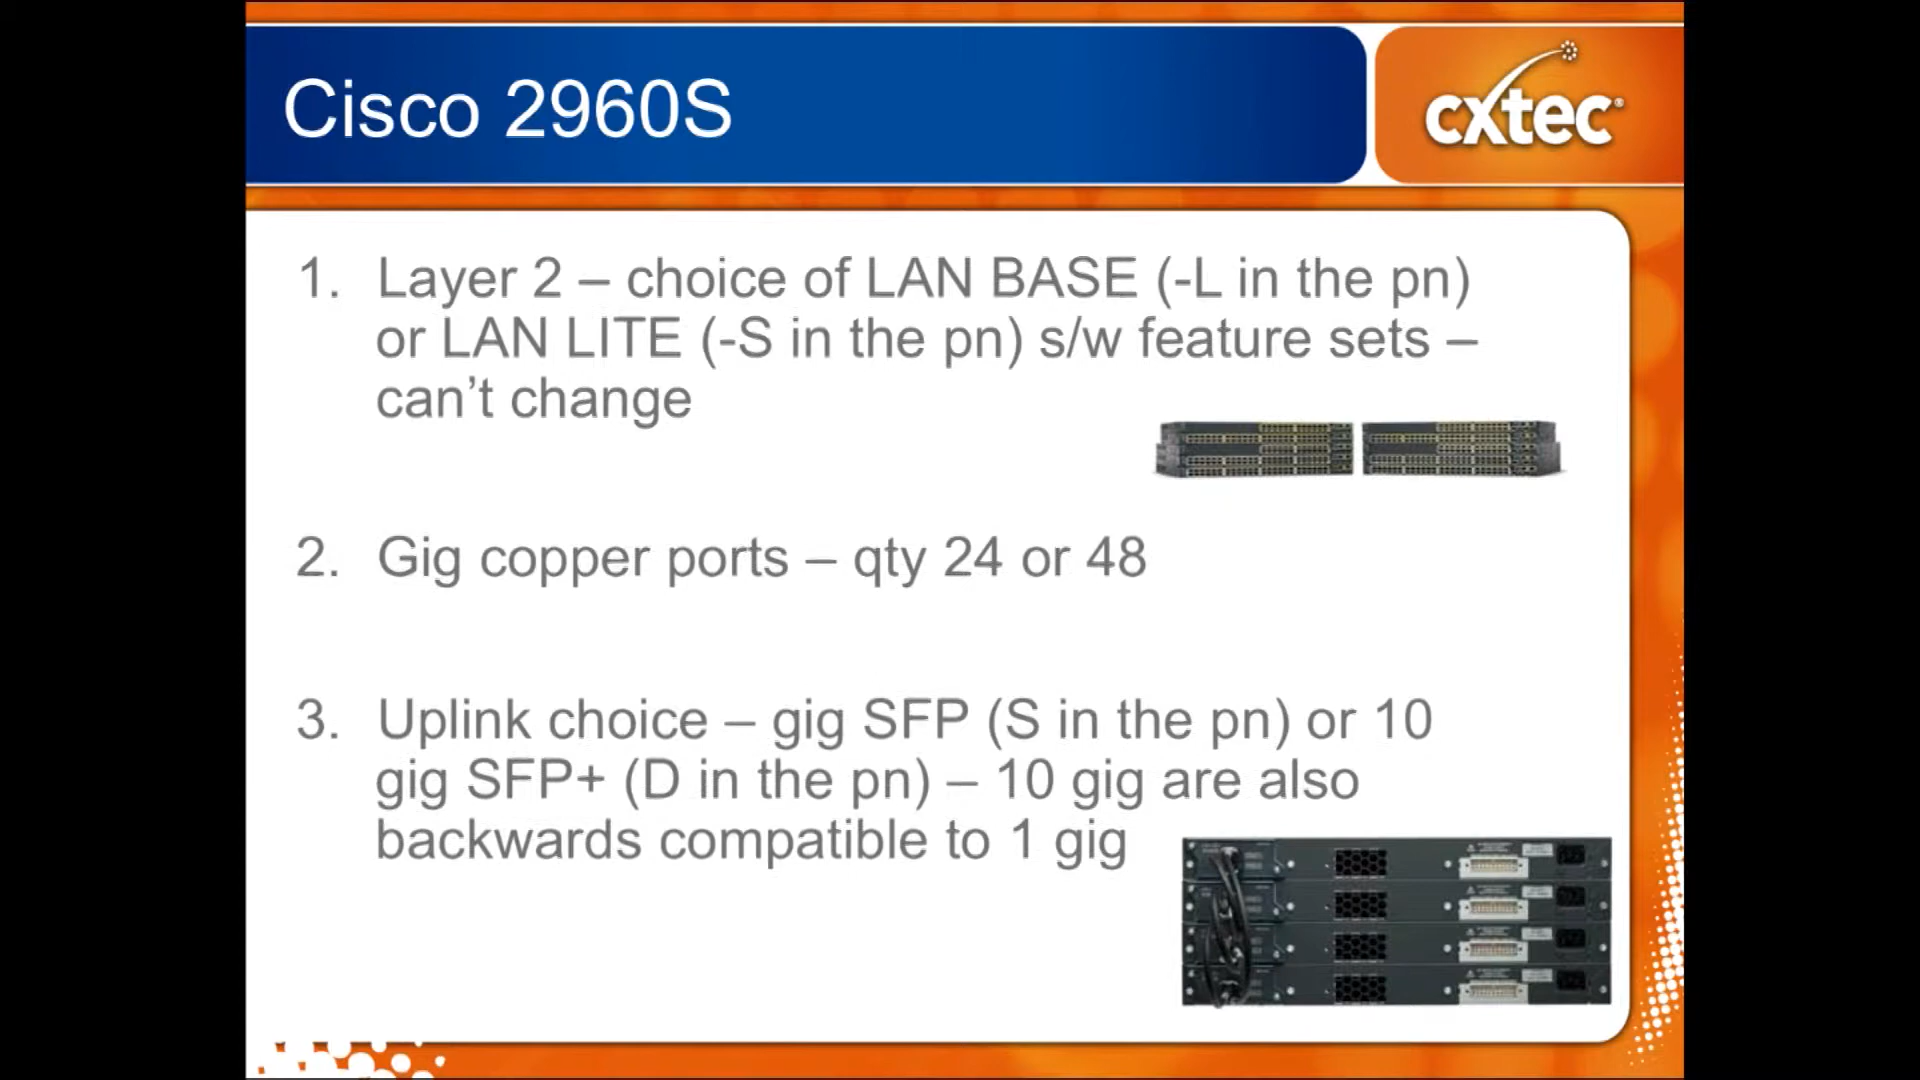 Cisco 2960S
cxtec®
1. Layer 2 – choice of LAN BASE (-L in the pn)
or LAN LITE (-S in the pn) s/w feature sets –
can’t change
2. Gig copper ports – qty 24 or 48
3. Uplink choice – gig SFP (S in the pn) or 10
gig SFP+ (D in the pn) – 10 gig are also
backwards compatible to 1 gig